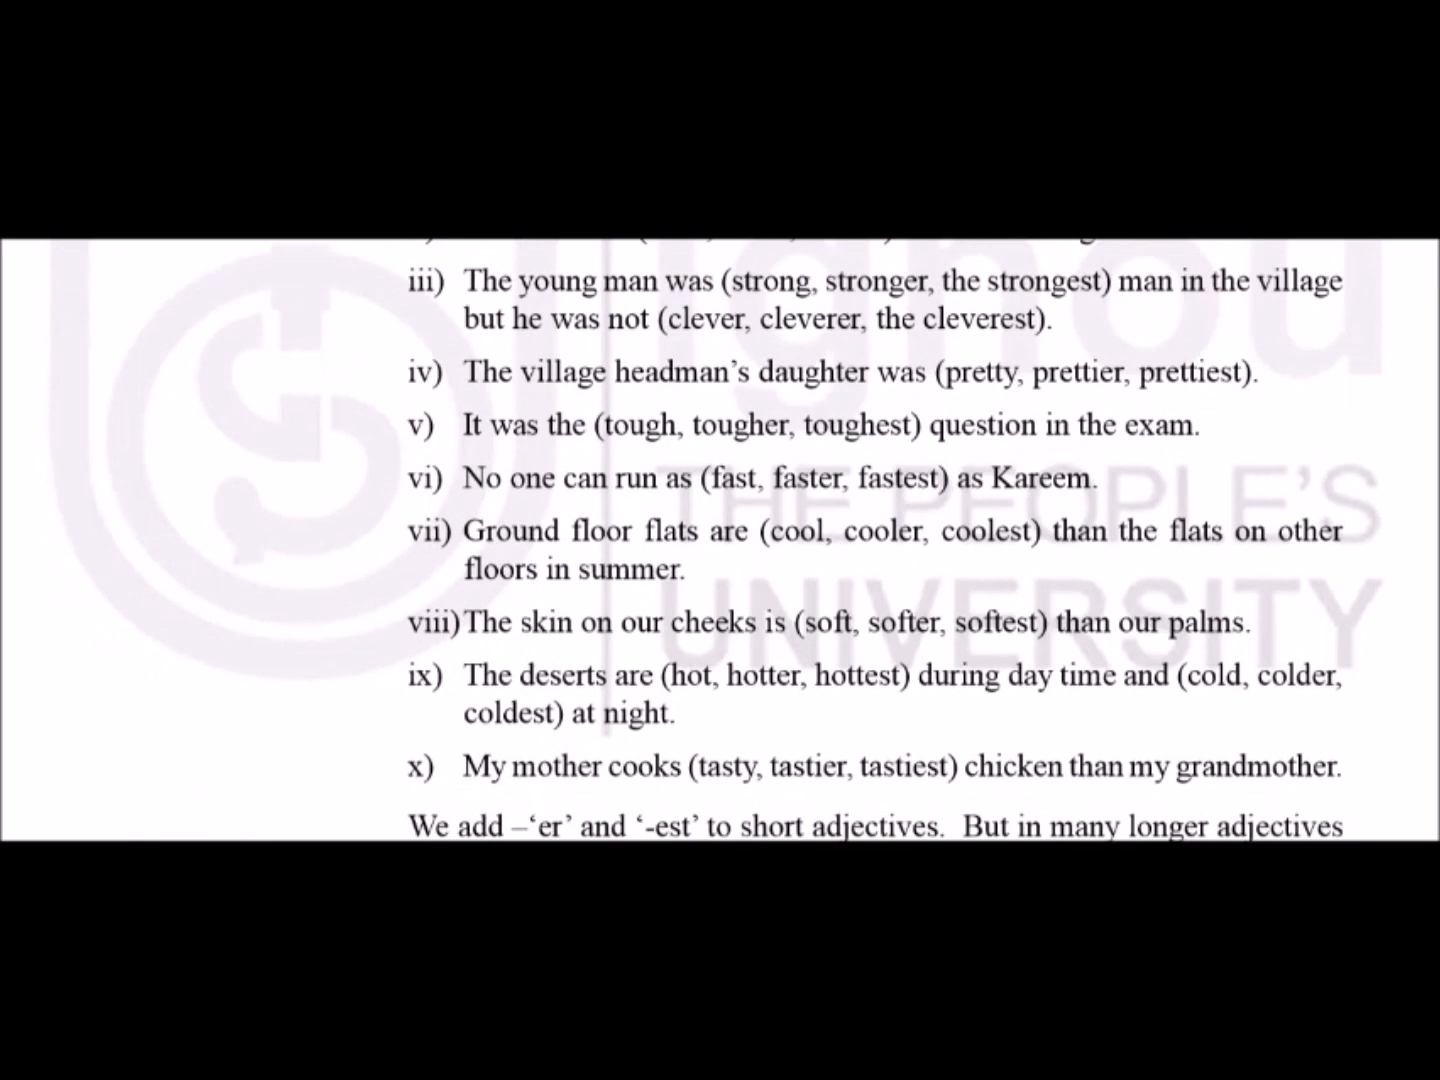 iii) The young man was (strong, stronger, the strongest) man in the village
but he was not (clever, cleverer, the cleverest).
iv) The village headman’s daughter was (pretty, prettier, prettiest).
v) It was the (tough, tougher, toughest) question in the exam.
vi) No one can run as (fast, faster, fastest) as Kareem.
vii) Ground floor flats are (cool, cooler, coolest) than the flats on other
floors in summer.
viii) The skin on our cheeks is (soft, softer, softest) than our palms.
ix) The deserts are (hot, hotter, hottest) during day time and (cold, colder,
coldest) at night.
x) My mother cooks (tasty, tastier, tastiest) chicken than my grandmother.
We add –‘er’ and ‘-est’ to short adjectives. But in many longer adjectives
ignou
THE PEOPLE’S
UNIVERSITY